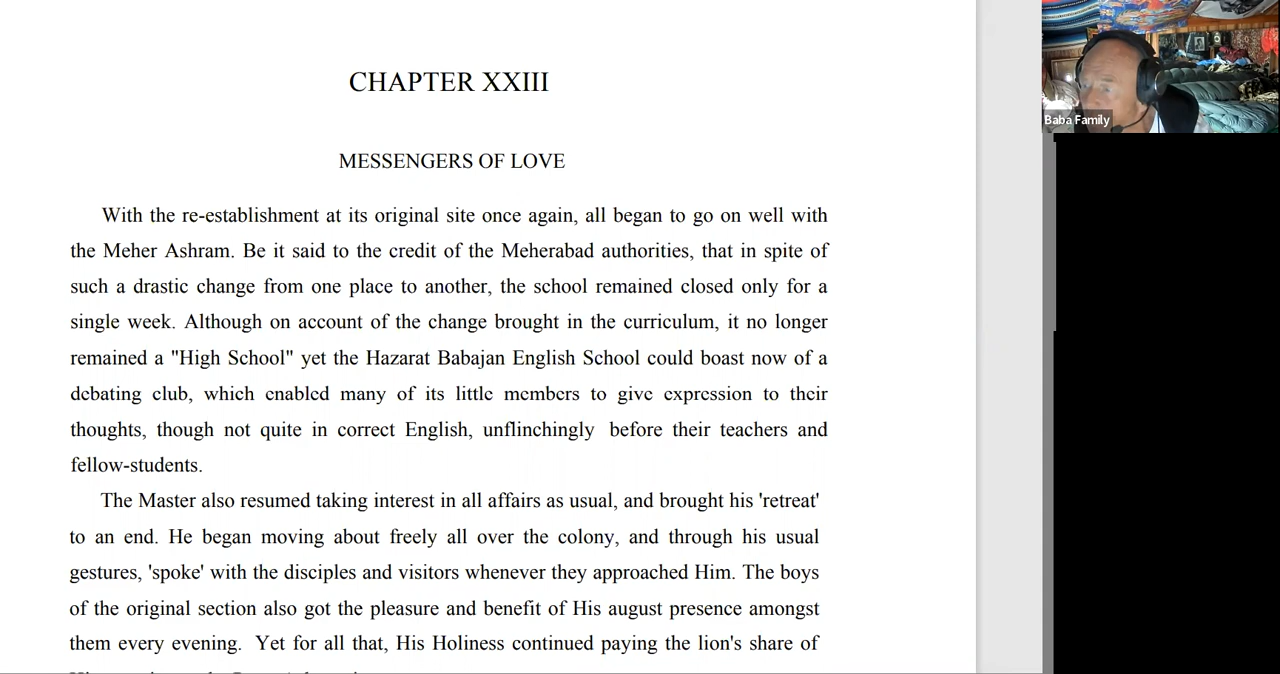 CHAPTER XXIII
MESSENGERS OF LOVE
With the re-establishment at its original site once again, all began to go on well with
the Meher Ashram. Be it said to the credit of the Meherabad authorities, that in spite of
such a drastic change from one place to another, the school remained closed only for a
single week. Although on account of the change brought in the curriculum, it no longer
remained a "High School" yet the Hazarat Babajan English School could boast now of a
debating club, which enabled many of its little members to give expression to their
thoughts, though not quite in correct English, unflinchingly before their teachers and
fellow-students.
The Master also resumed taking interest in all affairs as usual, and brought his 'retreat'
to an end. He began moving about freely all over the colony, and through his usual
gestures, 'spoke' with the disciples and visitors whenever they approached Him. The boys
of the original section also got the pleasure and benefit of His august presence amongst
them every evening. Yet for all that, His Holiness continued paying the lion's share of
Baba Family